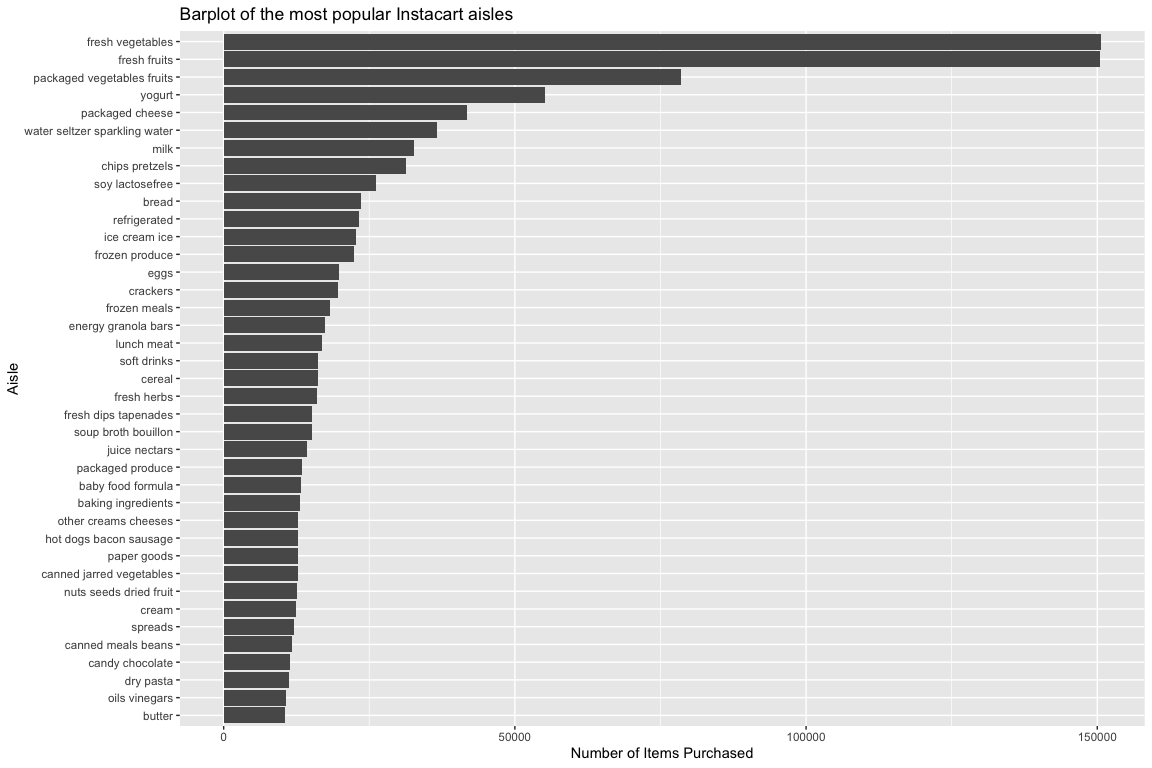 Barplot of the most popular Instacart aisles
fresh vegetables
fresh fruits
packaged vegetables fruits
yogurt
packaged cheese
water seltzer sparkling water
milk
chips pretzels
soy lactosefree
bread
refrigerated
ice cream ice
frozen produce
eggs
crackers
frozen meals
energy granola bars
lunch meat
soft drinks
cereal
fresh herbs
fresh dips tapenades
soup broth bouillon
juice nectars
packaged produce
baby food formula
baking ingredients
other creams cheeses
hot dogs bacon sausage
paper goods
canned jarred vegetables
nuts seeds dried fruit
cream
spreads
canned meals beans
candy chocolate
dry pasta
oils vinegars
butter
Aisle
0 50000 100000 150000
Number of Items Purchased